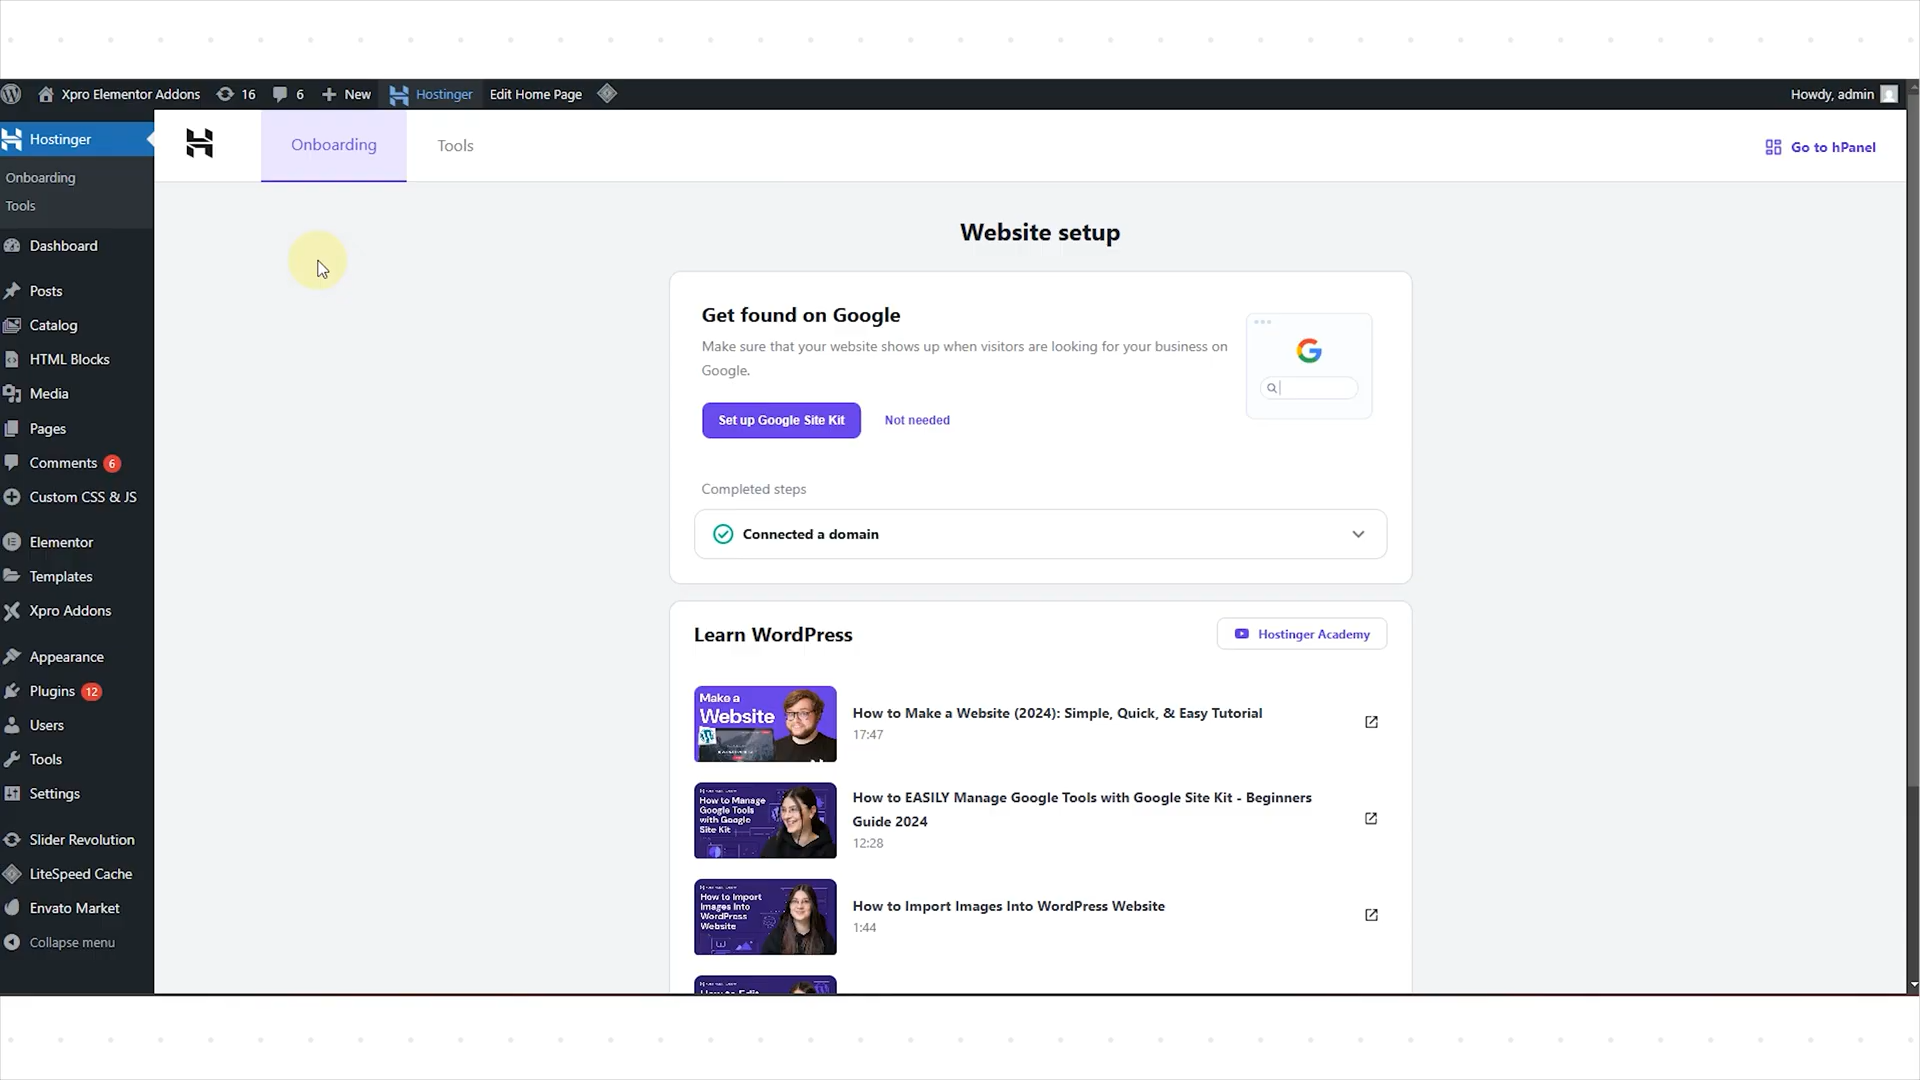 Xpro Elementor Addons 16 6 New Hostinger Edit Home Page Howdy, admin
Hostinger
Onboarding
Tools
Dashboard
Posts
Catalog
HTML Blocks
Media
Pages
Comments 6
Custom CSS & JS
Elementor
Templates
Xpro Addons
Appearance
Plugins 12
Users
Tools
Settings
Slider Revolution
LiteSpeed Cache
Envato Market
Collapse menu
Onboarding Tools Go to hPanel
Website setup
Get found on Google
Make sure that your website shows up when visitors are looking for your business on
Google.
Set up Google Site Kit Not needed
Completed steps
Connected a domain
Learn WordPress Hostinger Academy
Make a
Website
How to Make a Website (2024): Simple, Quick, & Easy Tutorial
17:47
How to Manage
Google Tools
with Google
Site Kit
How to EASILY Manage Google Tools with Google Site Kit - Beginners
Guide 2024
12:28
How to Import
Images Into
WordPress
Website
How to Import Images Into WordPress Website
1:44